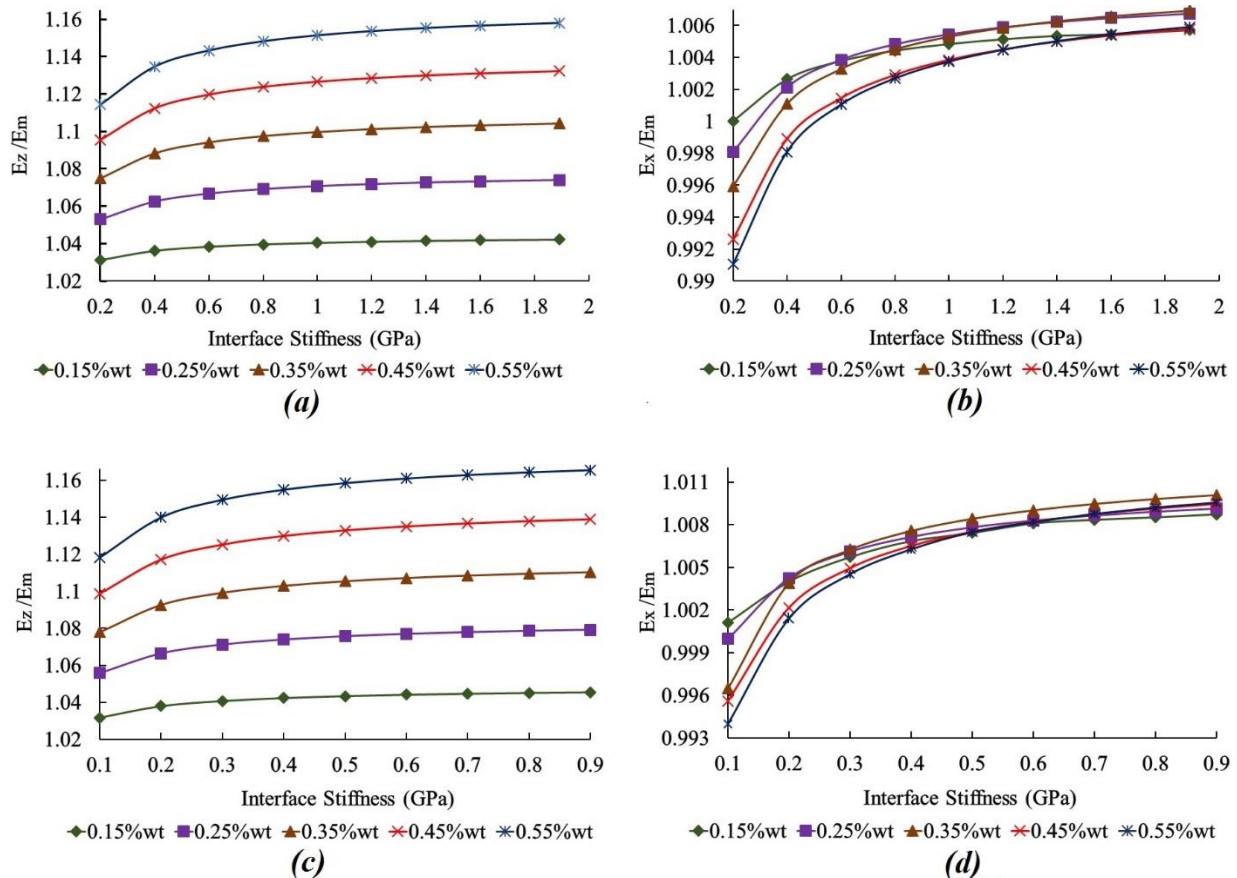 1.16
1.14
1.12
1.1
1.08
1.06
1.04
1.02
Ez /Em
0.2 0.4 0.6 0.8 1 1.2 1.4 1.6 1.8 2
Interface Stiffness (GPa)
0.15%wt 0.25%wt 0.35%wt 0.45%wt 0.55%wt
(a)
1.006
1.004
1.002
1
0.998
0.996
0.994
0.992
0.99
Ex /Em
0.2 0.4 0.6 0.8 1 1.2 1.4 1.6 1.8 2
Interface Stiffness (GPa)
0.15%wt 0.25%wt 0.35%wt 0.45%wt 0.55%wt
(b)
1.16
1.14
1.12
1.1
1.08
1.06
1.04
1.02
Ez /Em
0.1 0.2 0.3 0.4 0.5 0.6 0.7 0.8 0.9
Interface Stiffness (GPa)
0.15%wt 0.25%wt 0.35%wt 0.45%wt 0.55%wt
(c)
1.011
1.008
1.005
1.002
0.999
0.996
0.993
Ex /Em
0.1 0.2 0.3 0.4 0.5 0.6 0.7 0.8 0.9
Interface Stiffness (GPa)
0.15%wt 0.25%wt 0.35%wt 0.45%wt 0.55%wt
(d)